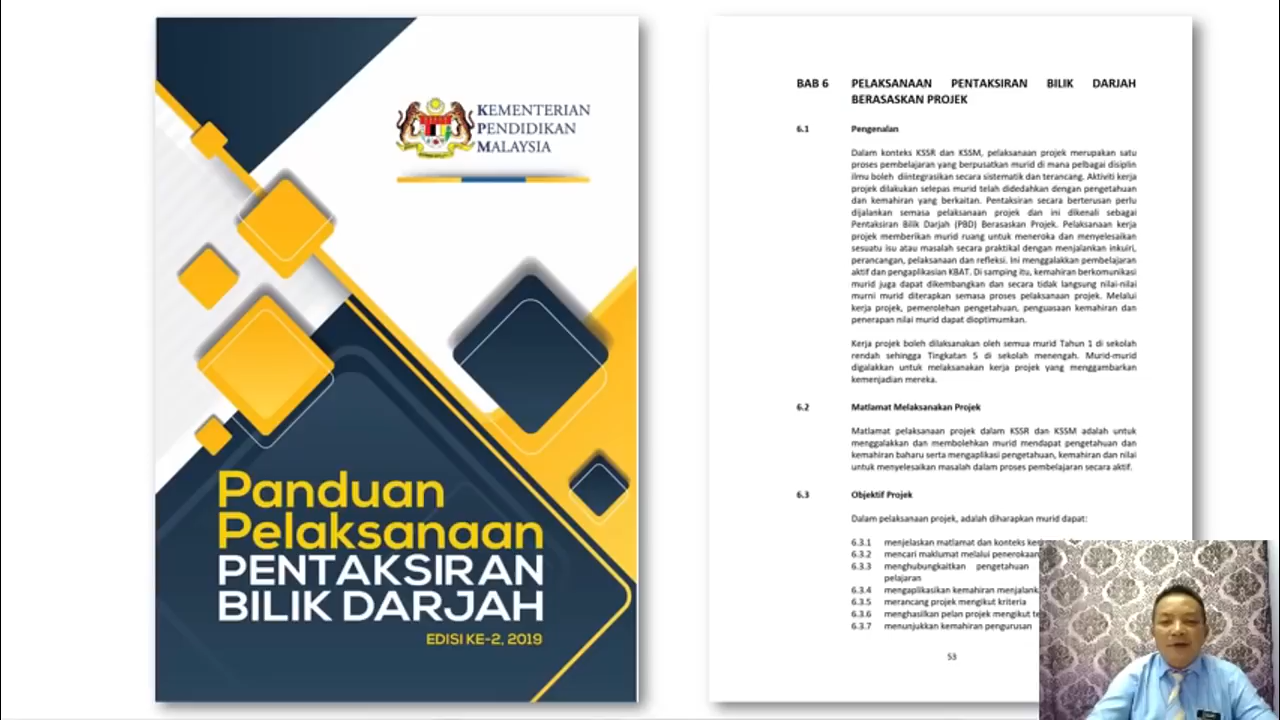 KEMENTERIAN
PENDIDIKAN
MALAYSIA
Panduan
Pelaksanaan
PENTAKSIRAN
BILIK DARJAH
EDISI KE-2, 2019
BAB 6 PELAKSANAAN PENTAKSIRAN BILIK DARJAH
BERASASKAN PROJEK
6.1 Pengenalan
Dalam konteks KSSR dan KSSM, pelaksanaan projek merupakan satu
proses pembelajaran yang berpusatkan murid di mana pelbagai disiplin
ilmu boleh diintegrasikan secara sistematik dan terancang. Aktiviti kerja
projek dilakukan selepas murid telah didedahkan dengan pengetahuan
dan kemahiran yang berkaitan. Pentaksiran secara berterusan perlu
dijalankan semasa pelaksanaan projek dan ini dikenali sebagai
Pentaksiran Bilik Darjah (PBD) Berasaskan Projek. Pelaksanaan kerja
projek memberikan murid ruang untuk meneroka dan menyelesaikan
sesuatu isu atau masalah secara praktikal dengan menjalankan inkuiri,
perancangan, pelaksanaan dan refleksi. Ini menggalakkan pembelajaran
aktif dan pengaplikasian KBAT. Di samping itu, kemahiran berkomunikasi
murid juga dapat dikembangkan dan secara tidak langsung nilai-nilai
murni murid diterapkan semasa proses pelaksanaan projek. Melalui
kerja projek, pemerolehan pengetahuan, penguasaan kemahiran dan
penerapan nilai murid dapat dioptimumkan.
Kerja projek boleh dilaksanakan oleh semua murid Tahun 1 di sekolah
rendah sehingga Tingkatan 5 di sekolah menengah. Murid-murid
digalakkan untuk melaksanakan kerja projek yang menggambarkan
kemenjadian mereka.
6.2 Matlamat Melaksanakan Projek
Matlamat pelaksanaan projek dalam KSSR dan KSSM adalah untuk
menggalakkan dan membolehkan murid mendapat pengetahuan dan
kemahiran baharu serta mengaplikasi pengetahuan, kemahiran dan nilai
untuk menyelesaikan masalah dalam proses pembelajaran secara aktif.
6.3 Objektif Projek
Dalam pelaksanaan projek, adalah diharapkan murid dapat:
6.3.1 menjelaskan matlamat dan konteks
6.3.2 mencari maklumat melalui penerokaan
6.3.3 menghubungkaitkan pengetahuan
pelajaran
6.3.4 mengaplikasikan kemahiran
6.3.5 merancang projek mengikut kriteria
6.3.6 menghasilkan pelan projek mengikut
6.3.7 menunjukkan kemahiran pengurusan
53